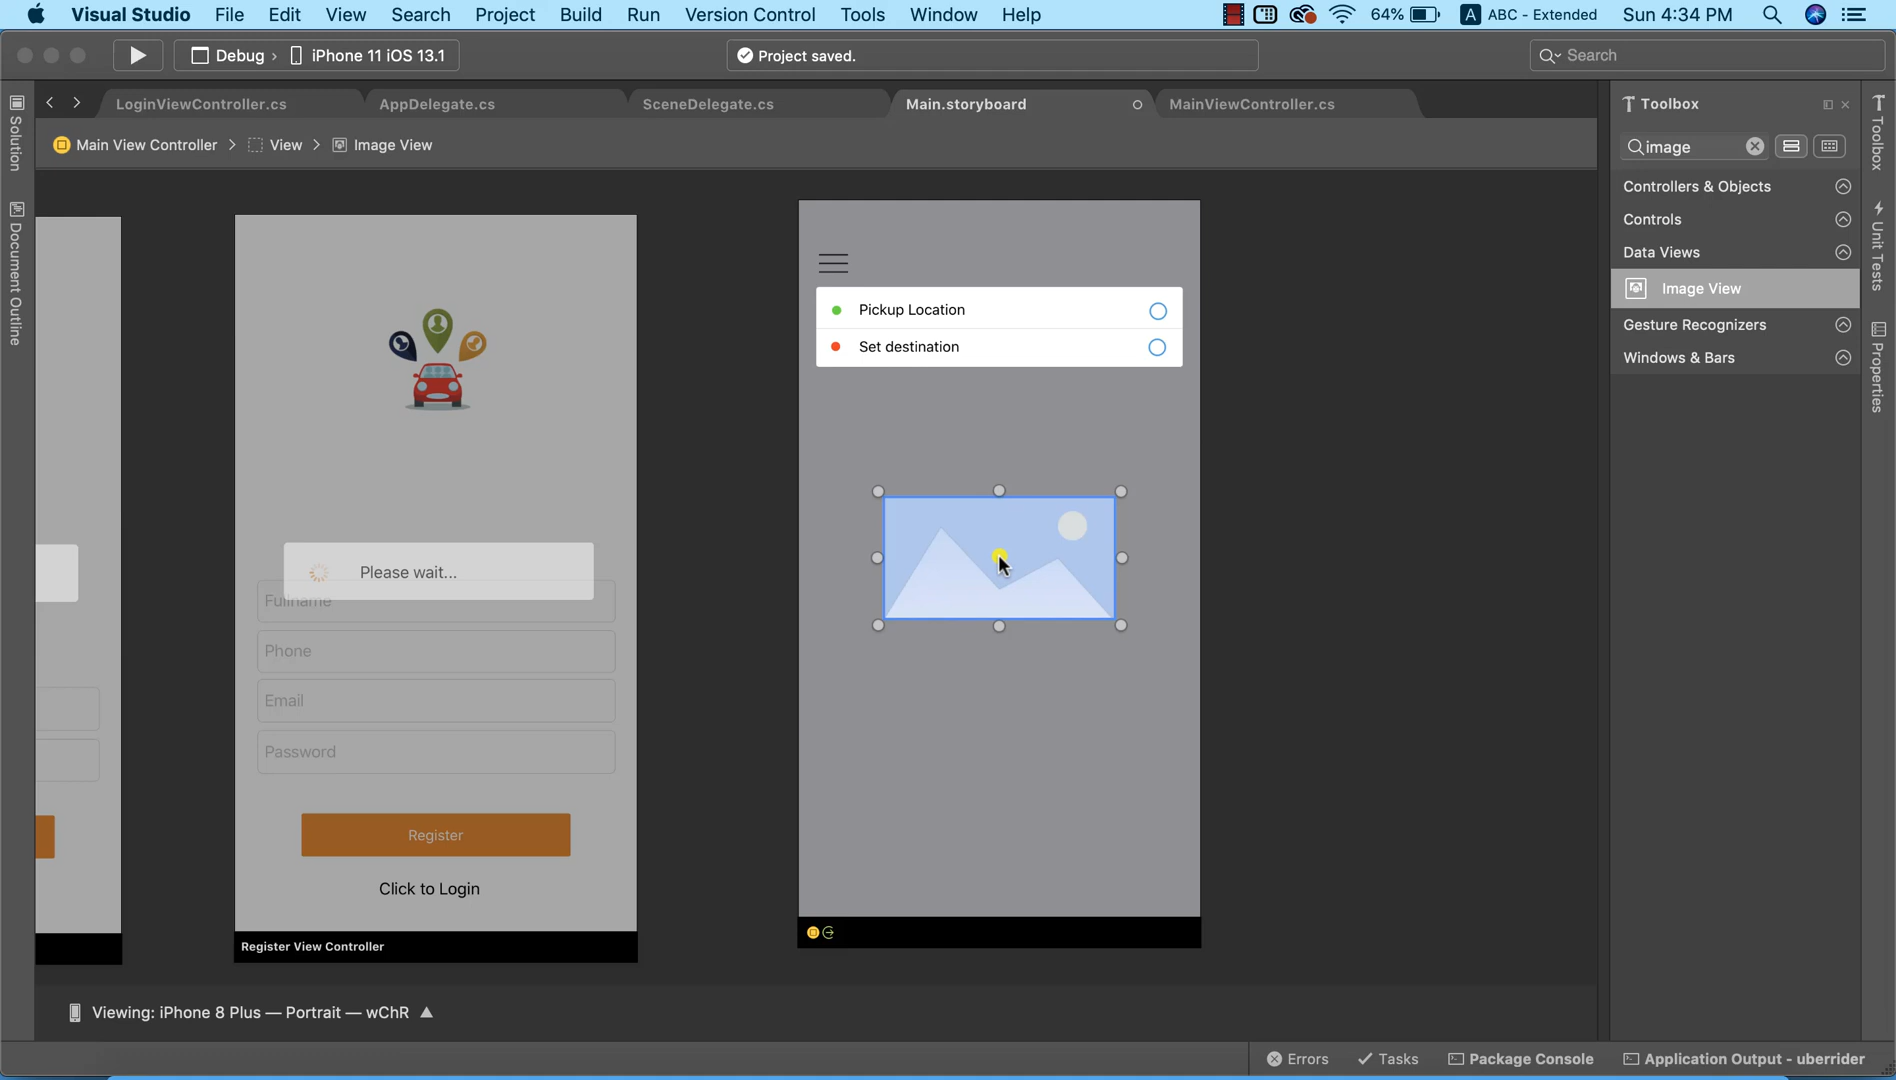 Visual Studio File Edit View Search Project Build Run Version Control Tools Window Help 64% A ABC - Extended Sun 4:34 PM
Debug › iPhone 11 iOS 13.1 Project saved. Search
LoginViewController.cs AppDelegate.cs SceneDelegate.cs Main.storyboard MainViewController.cs
Main View Controller > View > Image View
Solution
Document Outline
Please wait...
Fullname
Phone
Email
Password
Register
Click to Login
Register View Controller
Pickup Location
Set destination
Toolbox
image
Controllers & Objects
Controls
Data Views
Image View
Gesture Recognizers
Windows & Bars
Toolbox
Unit Tests
Properties
Viewing: iPhone 8 Plus — Portrait — wChR
Errors Tasks Package Console Application Output - uberrider